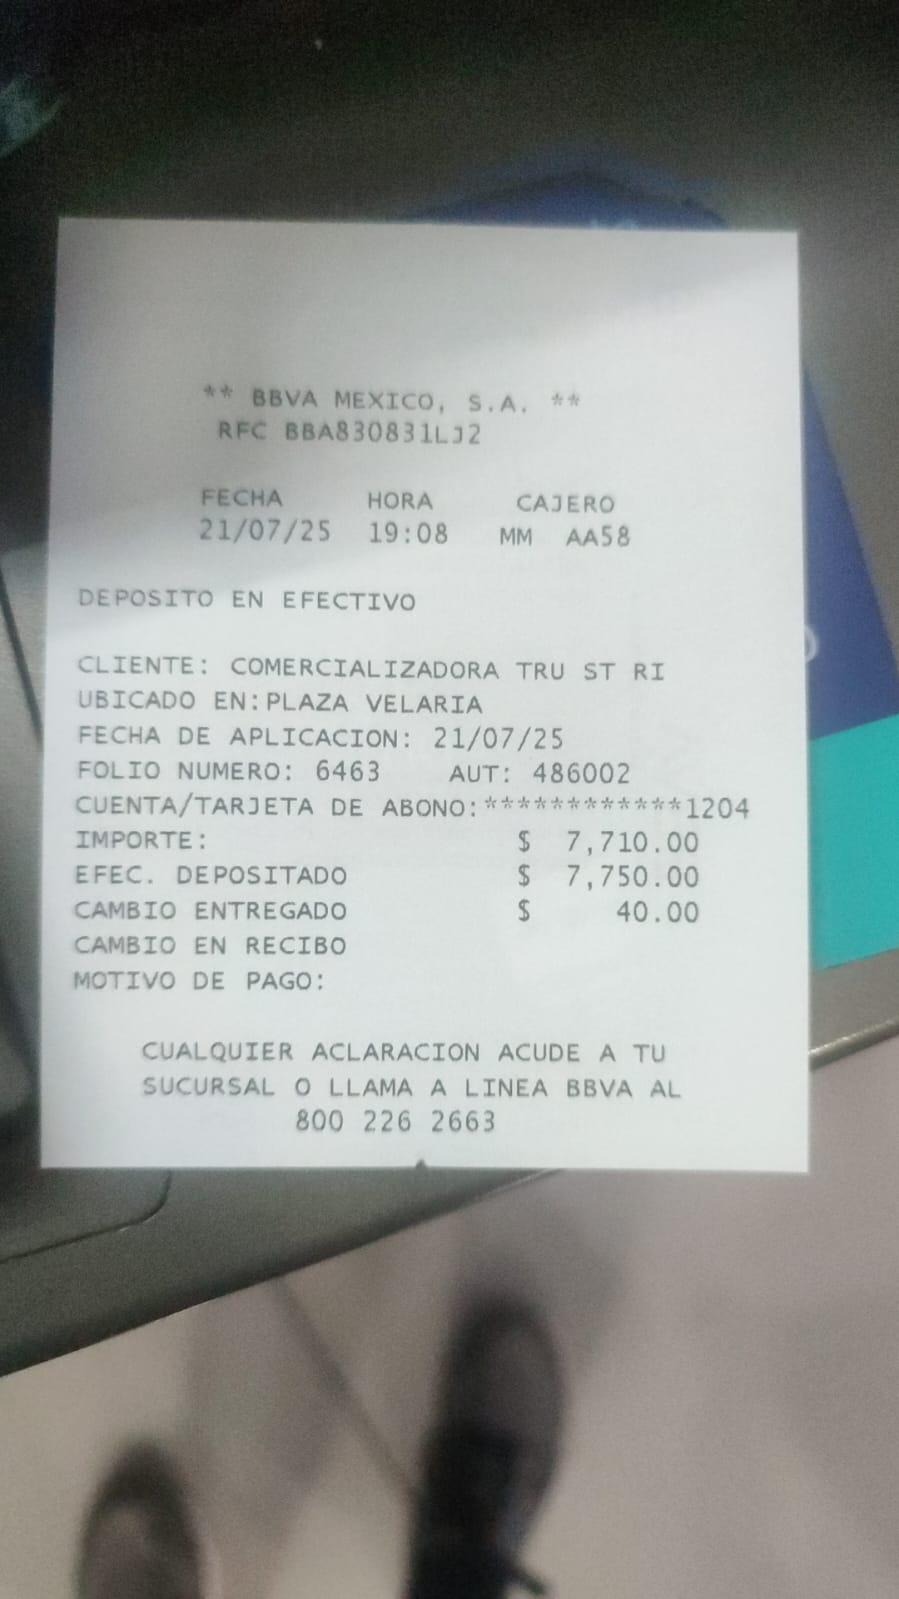 ** BBVA MEXICO, S.A. **
RFC BBA830831LJ2
FECHA HORA CAJERO
21/07/25 19:08 MM AA58
DEPOSITO EN EFECTIVO
CLIENTE: COMERCIALIZADORA TRU ST RI
UBICADO EN:PLAZA VELARIA
FECHA DE APLICACION: 21/07/25
FOLIO NUMERO: 6463 AUT: 486002
CUENTA/TARJETA DE ABONO:************1204
IMPORTE: $ 7,710.00
EFEC. DEPOSITADO $ 7,750.00
CAMBIO ENTREGADO $ 40.00
CAMBIO EN RECIBO
MOTIVO DE PAGO:
CUALQUIER ACLARACION ACUDE A TU
SUCURSAL O LLAMA A LINEA BBVA AL
800 226 2663